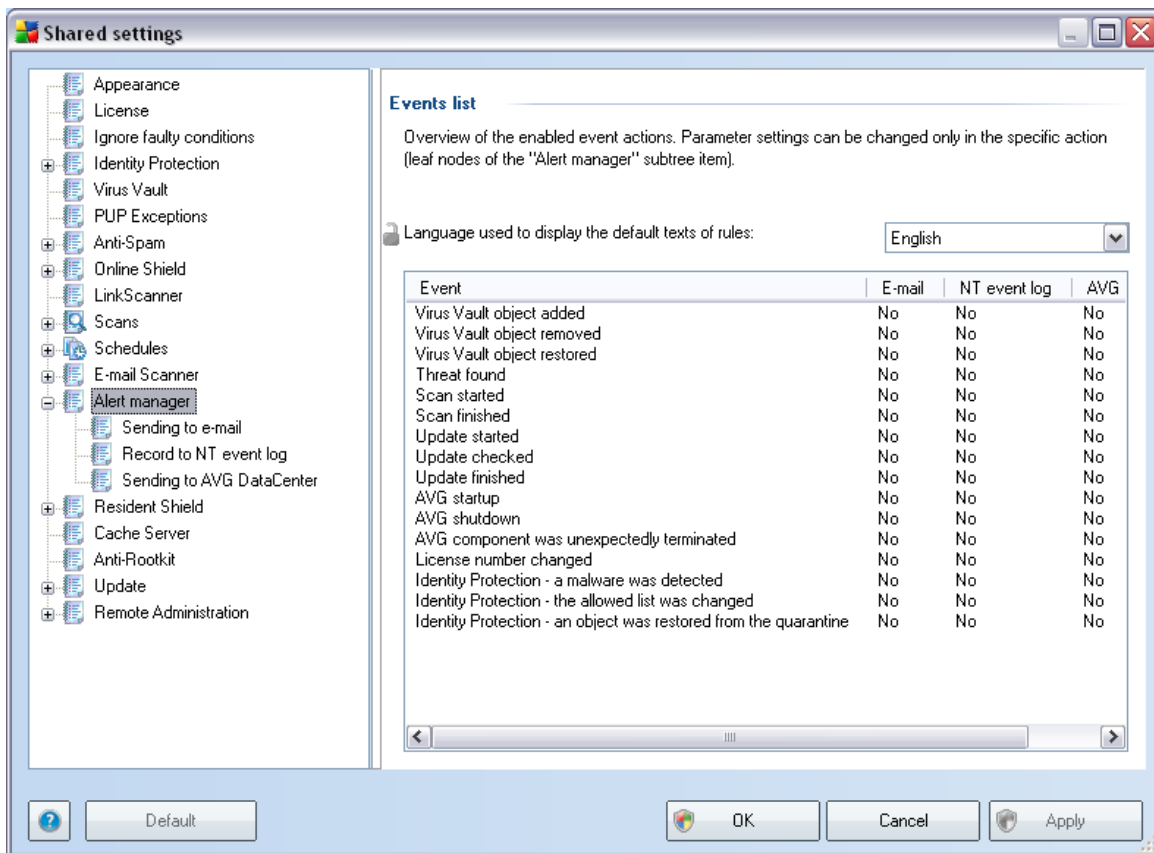 Shared settings
Appearance
License
Ignore faulty conditions
Identity Protection
Virus Vault
PUP Exceptions
Anti-Spam
Online Shield
LinkScanner
Scans
Schedules
E-mail Scanner
Alert manager
Sending to e-mail
Record to NT event log
Sending to AVG DataCenter
Resident Shield
Cache Server
Anti-Rootkit
Update
Remote Administration
Events list
Overview of the enabled event actions. Parameter settings can be changed only in the specific action
(leaf nodes of the "Alert manager" subtree item).
Language used to display the default texts of rules: English
Event E-mail NT event log AVG
Virus Vault object added No No No
Virus Vault object removed No No No
Virus Vault object restored No No No
Threat found No No No
Scan started No No No
Scan finished No No No
Update started No No No
Update checked No No No
Update finished No No No
AVG startup No No No
AVG shutdown No No No
AVG component was unexpectedly terminated No No No
License number changed No No No
Identity Protection - a malware was detected No No No
Identity Protection - the allowed list was changed No No No
Identity Protection - an object was restored from the quarantine No No No
? Default OK Cancel Apply